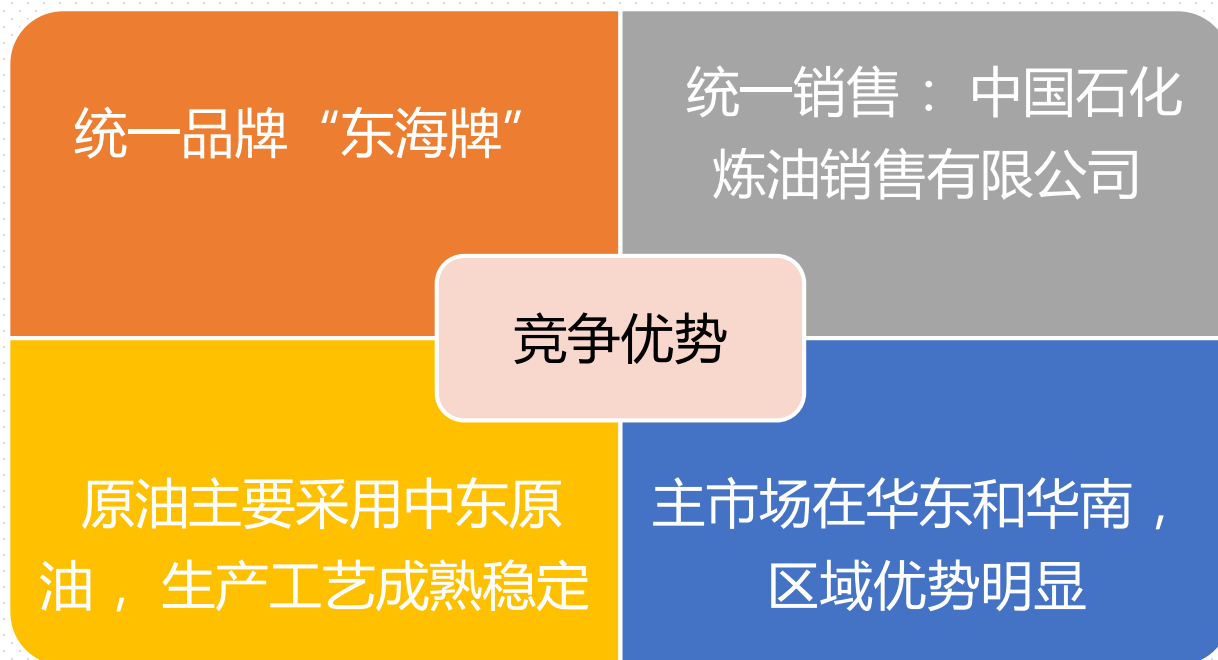 统一品牌“东海牌”
统一销售： 中国石化
炼油销售有限公司
竞争优势
原油主要采用中东原
油， 生产工艺成熟稳定
主市场在华东和华南，
区域优势明显